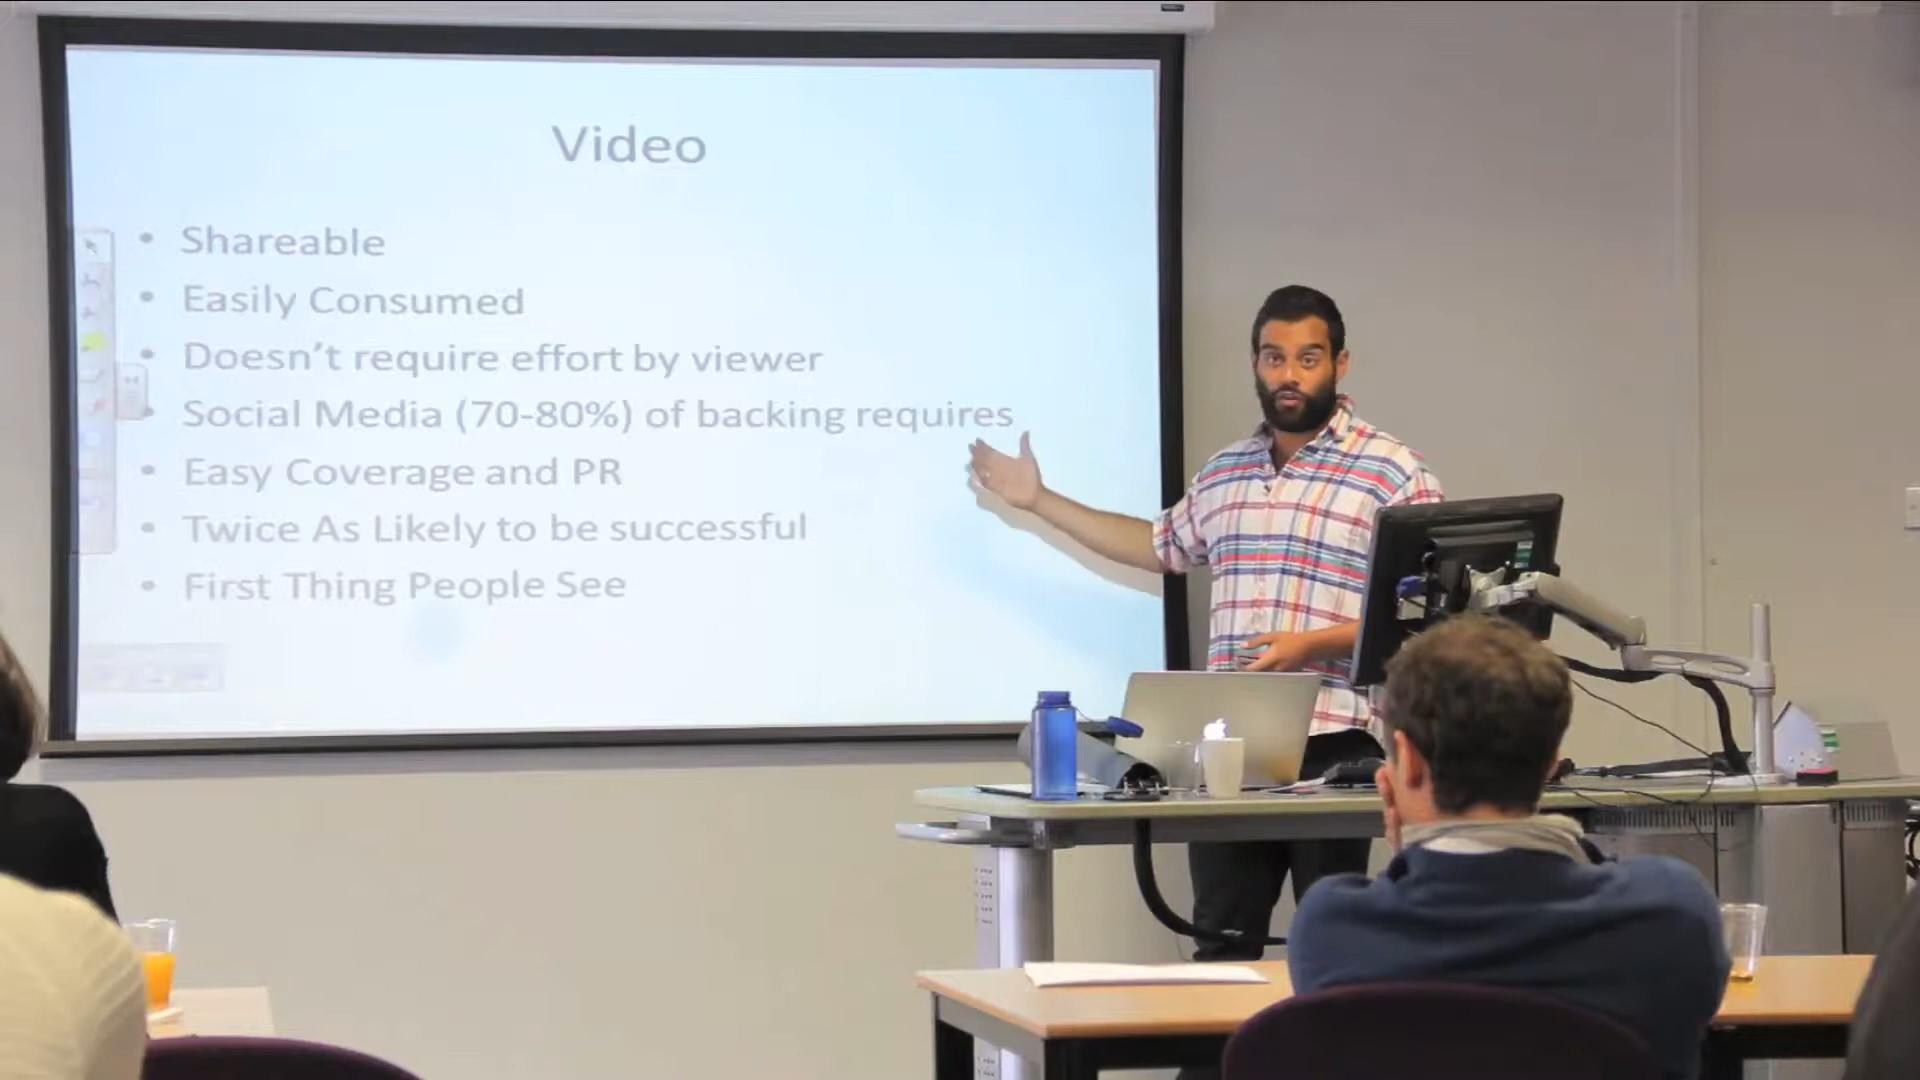 Video
• Shareable
• Easily Consumed
• Doesn't require effort by viewer
• Social Media (70-80%) of backing requires
• Easy Coverage and PR
• Twice As Likely to be successful
• First Thing People See